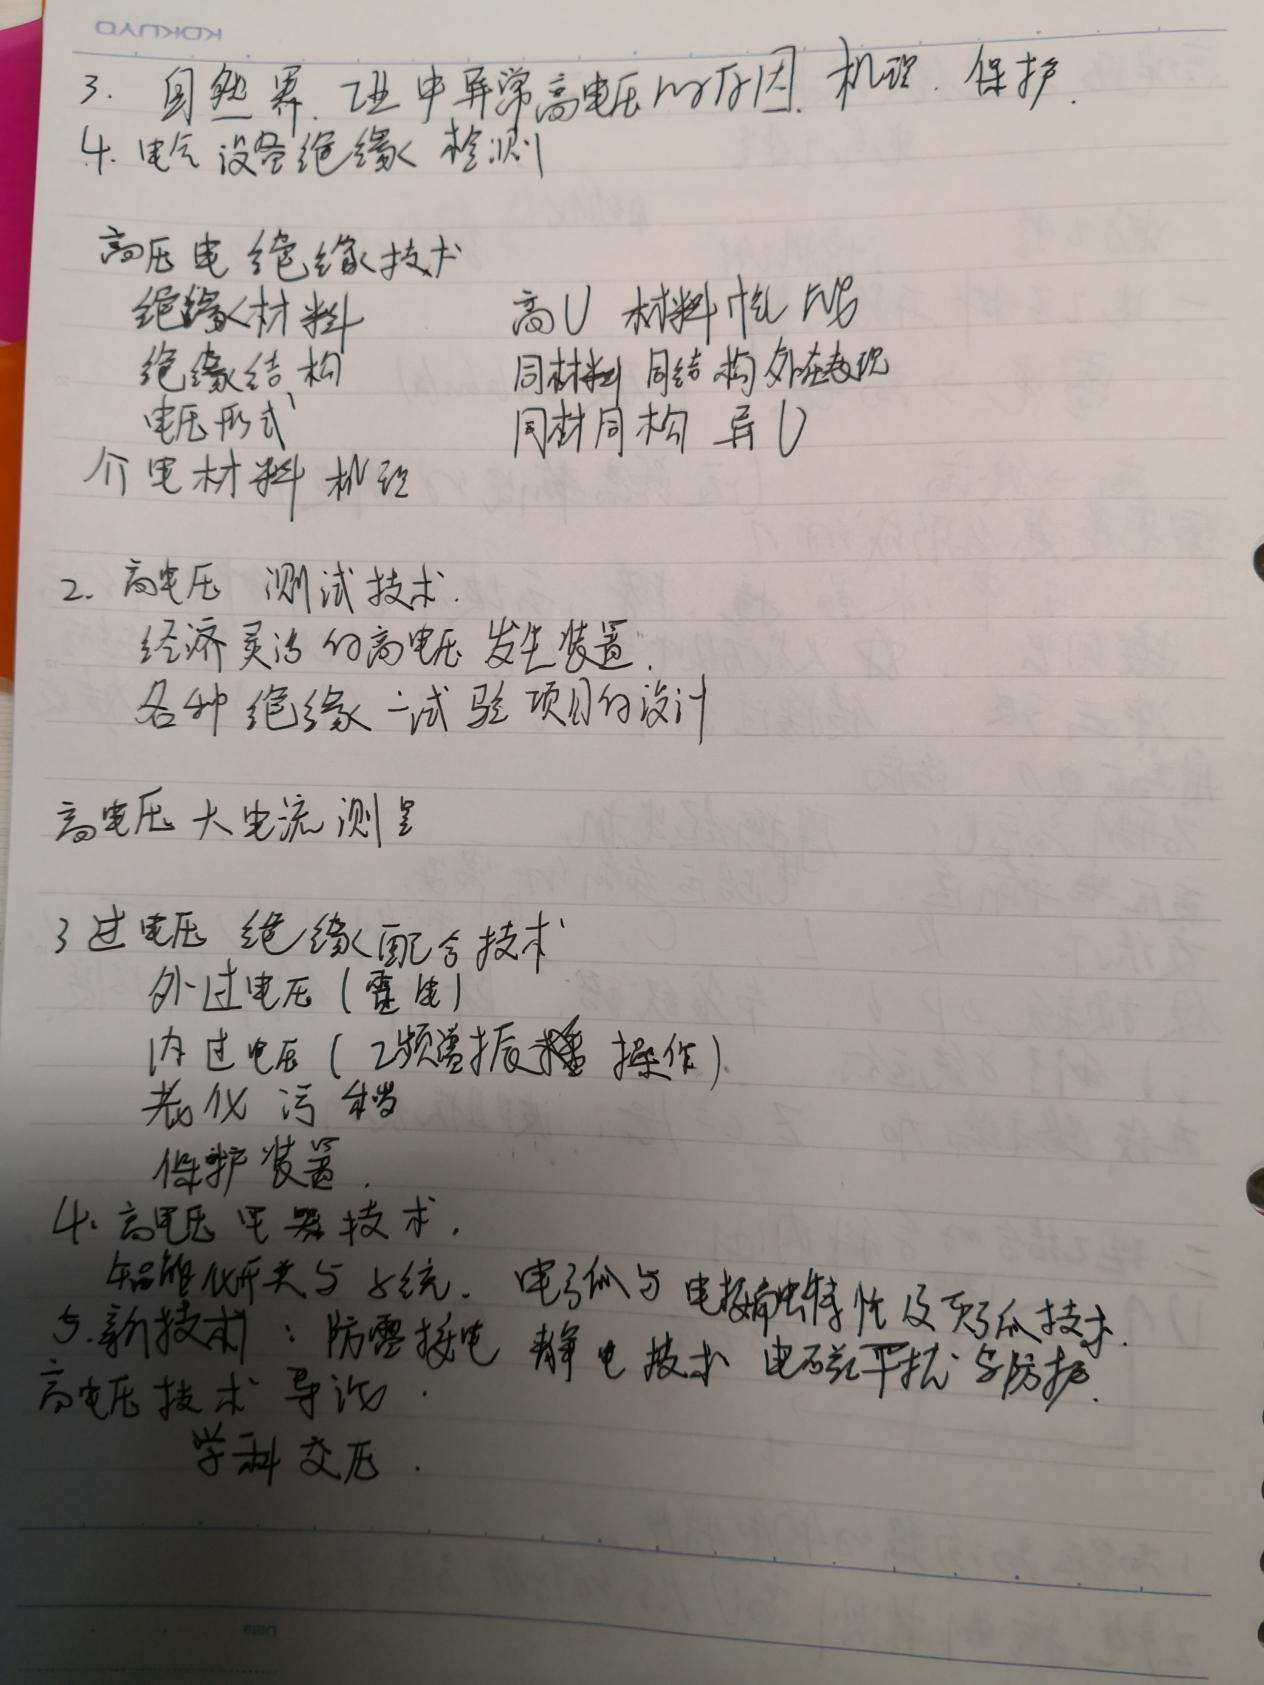 3. 自然界、工业中异常高电压的原因、机理、保护.
4. 电气设备绝缘检测
高压电绝缘技术
绝缘材料 高U 材料性能
绝缘结构 同材料 同结构 外在表现
电压形式 同材同构 异U
介电材料机理
2. 高电压 测试技术.
经济灵活的高电压发生装置.
各种绝缘试验项目的设计
高电压大电流测量
3 过电压 绝缘配合技术
外过电压(雷电)
内过电压(工频谐振 操作).
老化 污秽
保护装置.
4. 高电压电器技术.
智能化开关与系统. 电弧与电接触特性及灭弧技术.
5. 新技术: 防雷接电 静电技术 电磁干扰与防护.
高电压技术导论.
学科交